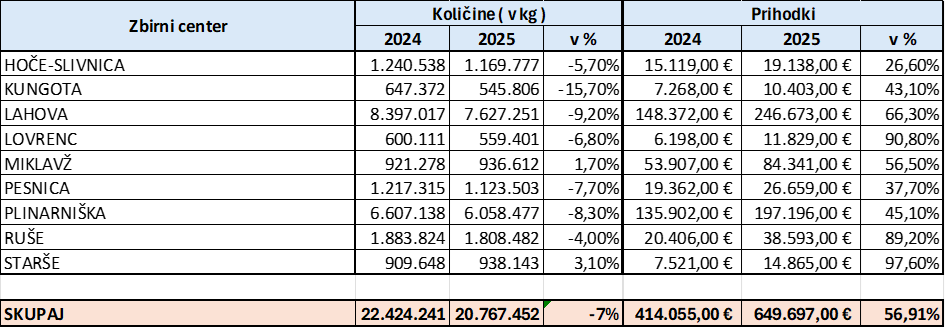 Zbirni center Količine ( v kg ) Prihodki
2024 2025 v % 2024 2025 v %
HOČE-SLIVNICA 1.240.538 1.169.777 -5,70% 15.119,00 € 19.138,00 € 26,60%
KUNGOTA 647.372 545.806 -15,70% 7.268,00 € 10.403,00 € 43,10%
LAHOVA 8.397.017 7.627.251 -9,20% 148.372,00 € 246.673,00 € 66,30%
LOVRENC 600.111 559.401 -6,80% 6.198,00 € 11.829,00 € 90,80%
MIKLAVŽ 921.278 936.612 1,70% 53.907,00 € 84.341,00 € 56,50%
PESNICA 1.217.315 1.123.503 -7,70% 19.362,00 € 26.659,00 € 37,70%
PLINARNIŠKA 6.607.138 6.058.477 -8,30% 135.902,00 € 197.196,00 € 45,10%
RUŠE 1.883.824 1.808.482 -4,00% 20.406,00 € 38.593,00 € 89,20%
STARŠE 909.648 938.143 3,10% 7.521,00 € 14.865,00 € 97,60%
SKUPAJ 22.424.241 20.767.452 -7% 414.055,00 € 649.697,00 € 56,91%